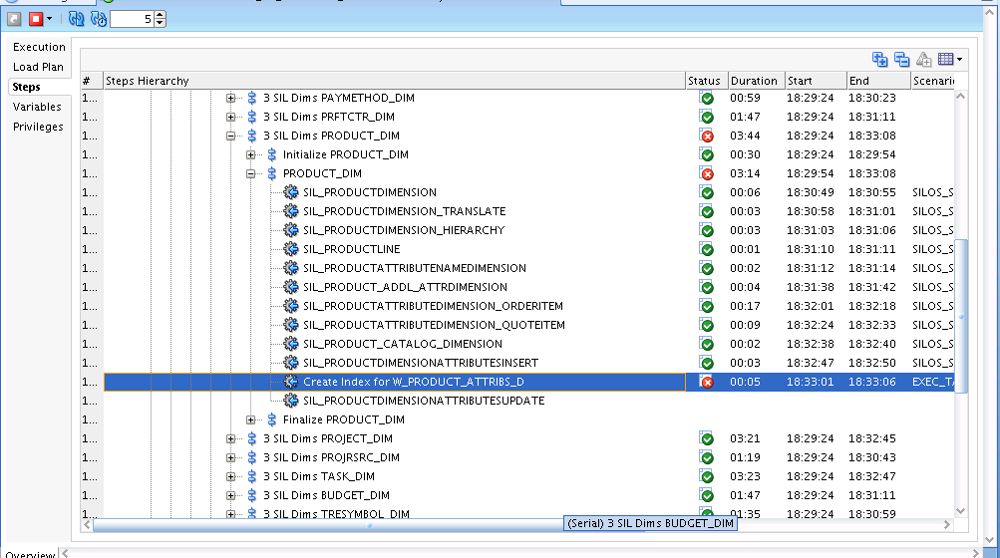 5
Execution
Load Plan
Steps
Variables
Privileges
# Steps Hierarchy Status Duration Start End Scenari
1... 3 SIL Dims PAYMETHOD_DIM 00:59 18:29:24 18:30:23
1... 3 SIL Dims PRFTCTR_DIM 01:47 18:29:24 18:31:11
1... 3 SIL Dims PRODUCT_DIM 03:44 18:29:24 18:33:08
1... Initialize PRODUCT_DIM 00:30 18:29:24 18:29:54
1... PRODUCT_DIM 03:14 18:29:54 18:33:08
1... SIL_PRODUCTDIMENSION 00:06 18:30:49 18:30:55 SILOS_S
1... SIL_PRODUCTDIMENSION_TRANSLATE 00:03 18:30:58 18:31:01 SILOS_S
1... SIL_PRODUCTDIMENSION_HIERARCHY 00:03 18:31:03 18:31:06 SILOS_S
1... SIL_PRODUCTLINE 00:01 18:31:10 18:31:11 SILOS_S
1... SIL_PRODUCTATTRIBUTENAMEDIMENSION 00:02 18:31:12 18:31:14 SILOS_S
1... SIL_PRODUCT_ADDL_ATTRDIMENSION 00:04 18:31:38 18:31:42 SILOS_S
1... SIL_PRODUCTATTRIBUTEDIMENSION_ORDERITEM 00:17 18:32:01 18:32:18 SILOS_S
1... SIL_PRODUCTATTRIBUTEDIMENSION_QUOTEITEM 00:09 18:32:24 18:32:33 SILOS_S
1... SIL_PRODUCT_CATALOG_DIMENSION 00:02 18:32:38 18:32:40 SILOS_S
1... SIL_PRODUCTDIMENSIONATTRIBUTESINSERT 00:03 18:32:47 18:32:50 SILOS_S
1... Create Index for W_PRODUCT_ATTRIBS_D 00:05 18:33:01 18:33:06 EXEC_TA
1... SIL_PRODUCTDIMENSIONATTRIBUTESUPDATE
1... Finalize PRODUCT_DIM
1... 3 SIL Dims PROJECT_DIM 03:21 18:29:24 18:32:45
1... 3 SIL Dims PROJRSRC_DIM 01:19 18:29:24 18:30:43
1... 3 SIL Dims TASK_DIM 03:23 18:29:24 18:32:47
1... 3 SIL Dims BUDGET_DIM 01:47 18:29:24 18:31:11
1... 3 SIL Dims TRESYMBOL_DIM 01:35 18:29:24 18:30:59
(Serial) 3 SIL Dims BUDGET_DIM
Overview